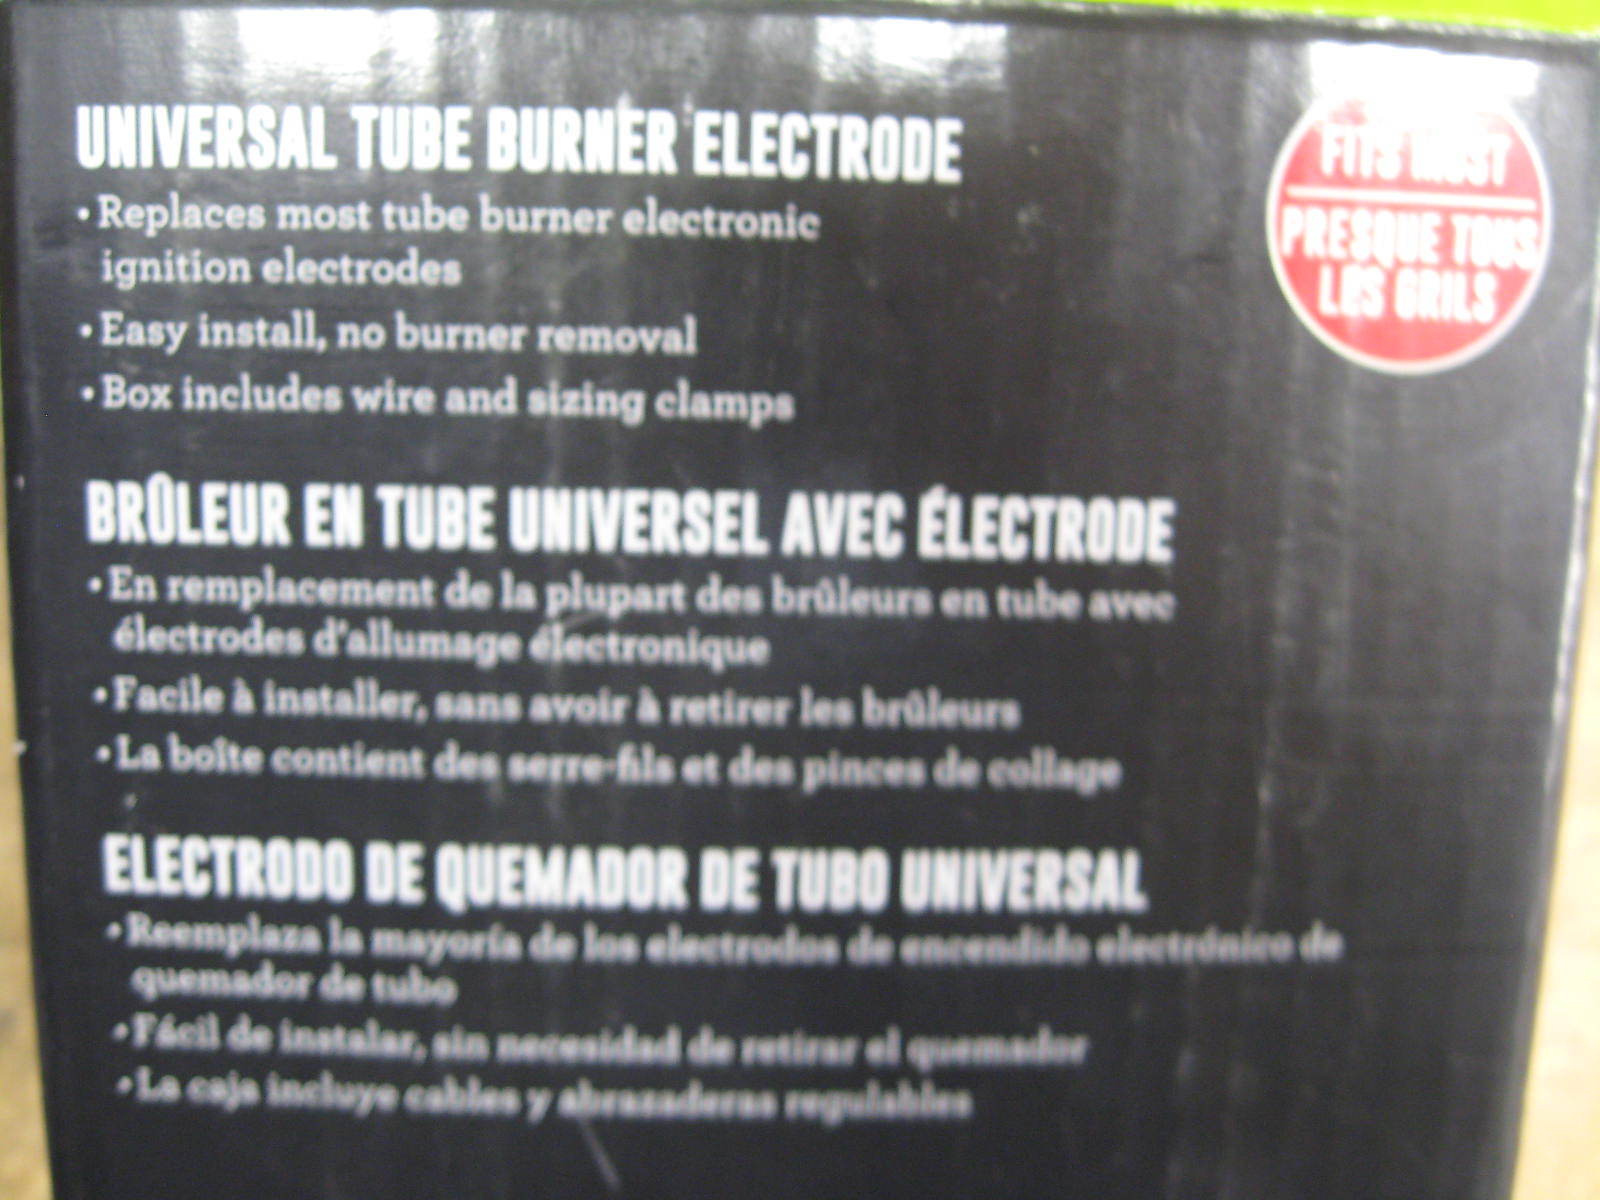 UNIVERSAL TUBE BURNER ELECTRODE
• Replaces most tube burner electronic
ignition electrodes
• Easy install, no burner removal
• Box includes wire and sizing clamps
FITS MOST
PRESQUE TOUS
LES GRILS
BRÛLEUR EN TUBE UNIVERSEL AVEC ÉLECTRODE
• En remplacement de la plupart des brûleurs en tube avec
électrodes d'allumage électronique
• Facile à installer, sans avoir à retirer les brûleurs
• La boîte contient des serre-fils et des pinces de collage
ELECTRODO DE QUEMADOR DE TUBO UNIVERSAL
• Reemplaza la mayoría de los electrodos de encendido electrónico de
quemador de tubo
• Fácil de instalar, sin necesidad de retirar el quemador
• La caja incluye cables y abrazaderas regulables